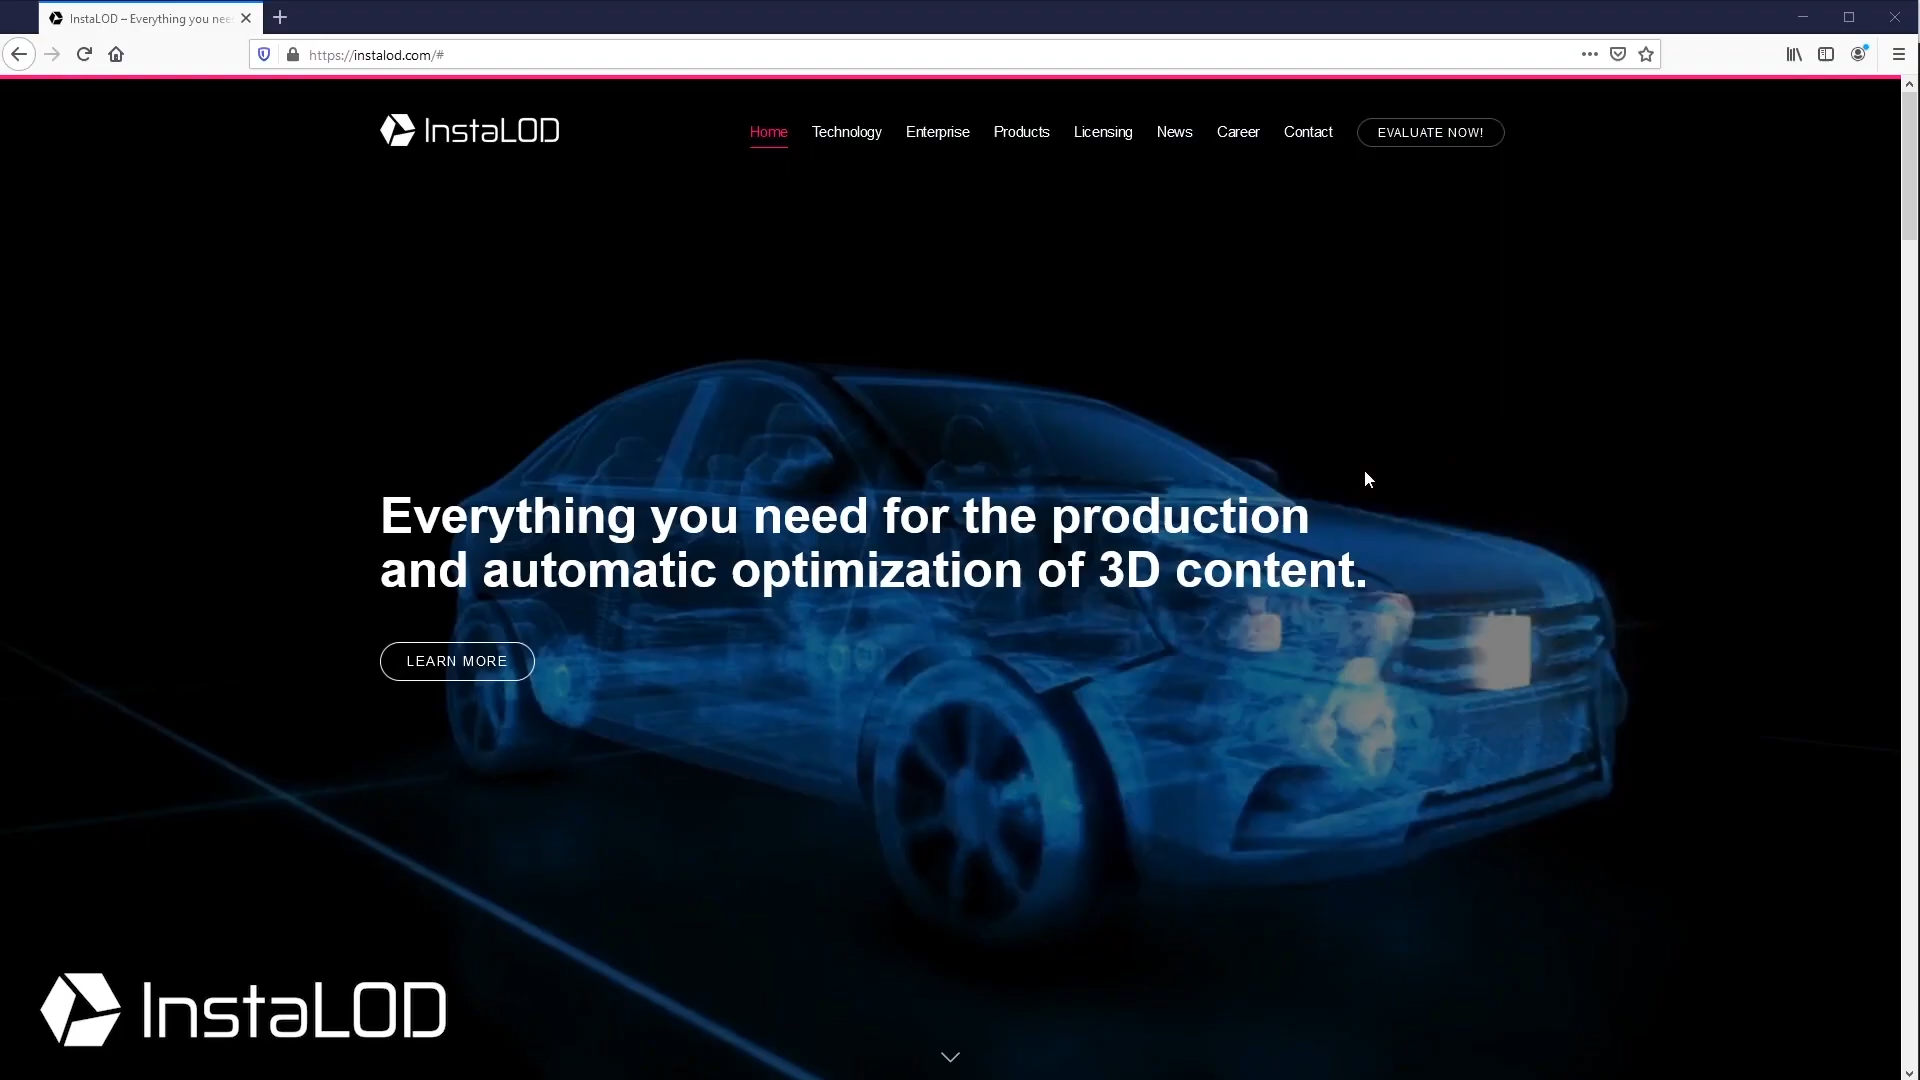 InstaLOD – Everything you nee
https://instalod.com/#
InstaLOD
Home
Technology
Enterprise
Products
Licensing
News
Career
Contact
EVALUATE NOW!
Everything you need for the production
and automatic optimization of 3D content.
LEARN MORE
InstaLOD